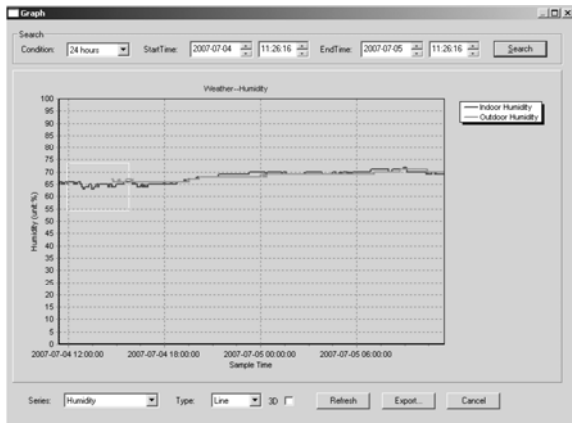 Graph
Search
Condition: 24 hours StartTime: 2007-07-04 11:26:16 EndTime: 2007-07-05 11:26:16 Search
Weather--Humidity
Indoor Humidity
Outdoor Humidity
Humidity (unit:%)
100
95
90
85
80
75
70
65
60
55
50
45
40
35
30
25
20
15
10
5
0
2007-07-04 12:00:00 2007-07-04 18:00:00 2007-07-05 00:00:00 2007-07-05 06:00:00
Sample Time
Series: Humidity Type: Line 3D Refresh Export... Cancel